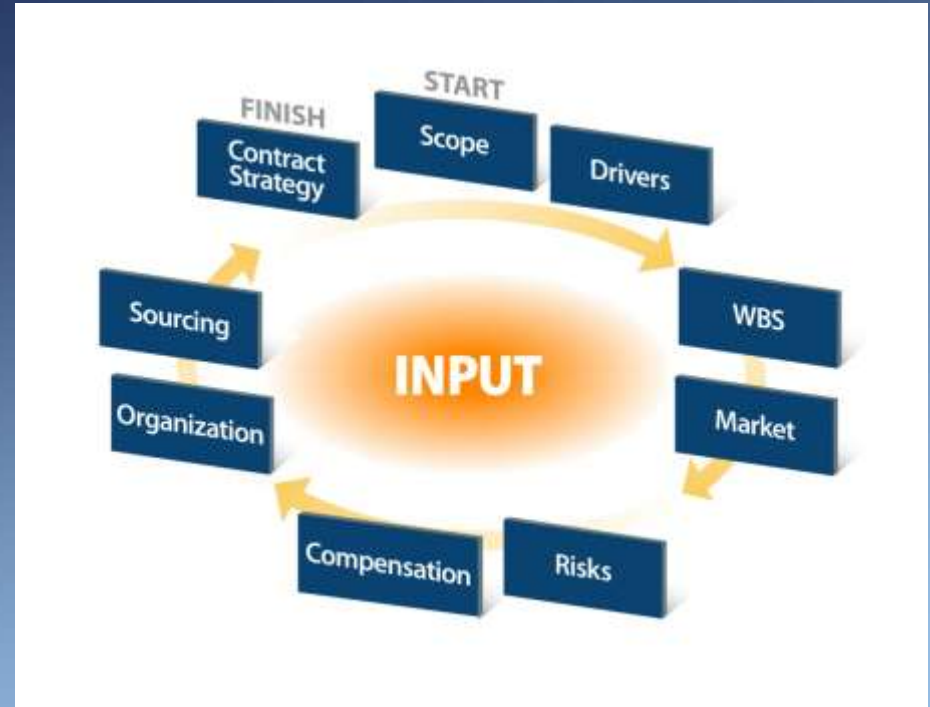 START
FINISH
Scope
Contract
Strategy
Drivers
Sourcing
WBS
INPUT
Organization
Market
Compensation
Risks